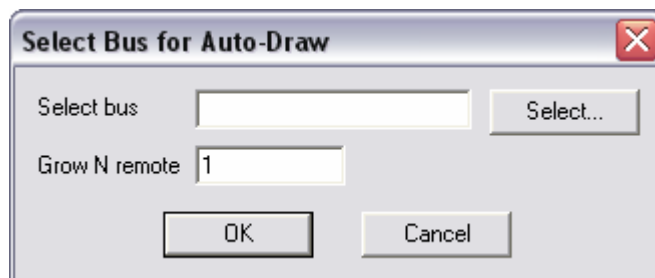 Select Bus for Auto-Draw
Select bus
Select...
Grow N remote 1
OK Cancel